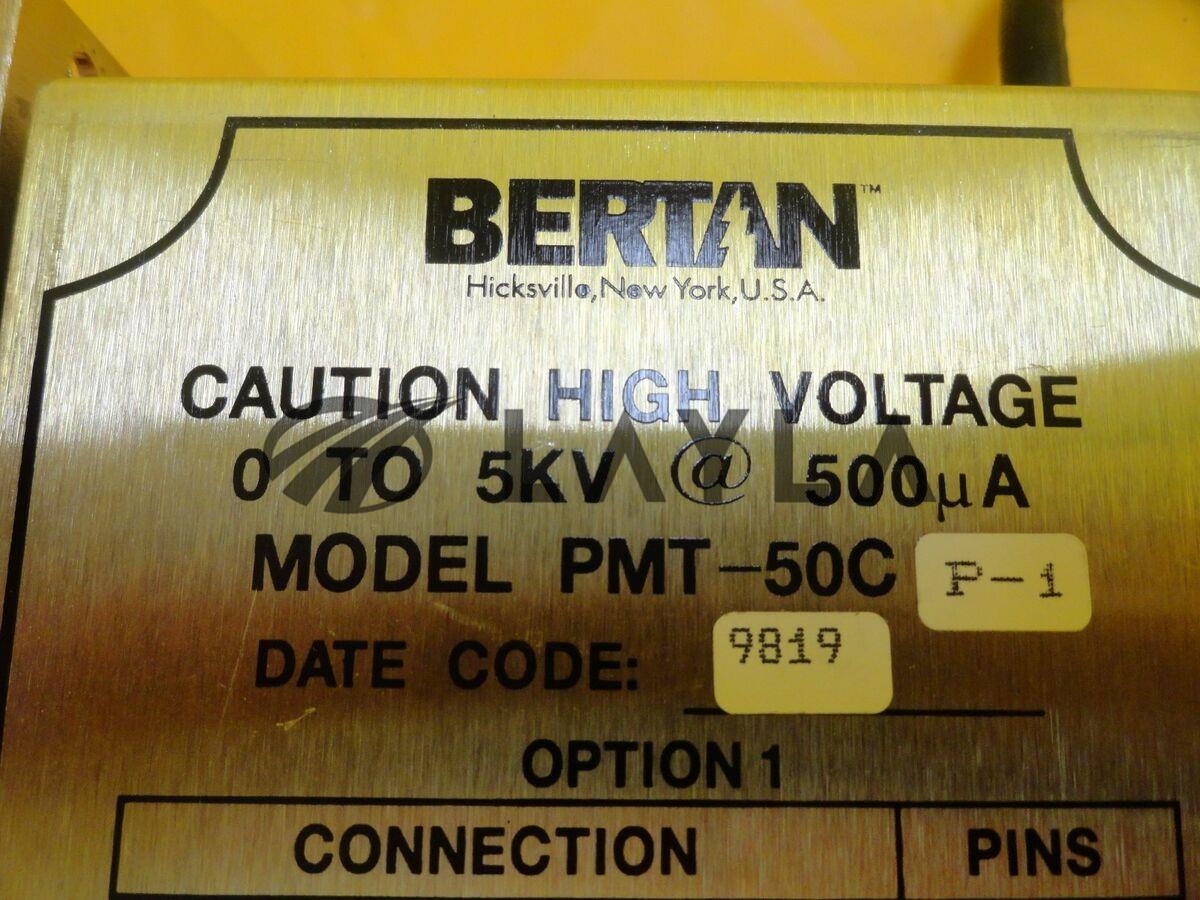 BERTAN™
Hicksville, New York, U.S.A.
CAUTION HIGH VOLTAGE
LAYLA
0 TO 5KV @ 500μA
MODEL PMT-50C P-1
DATE CODE: 9819
OPTION 1
CONNECTION PINS